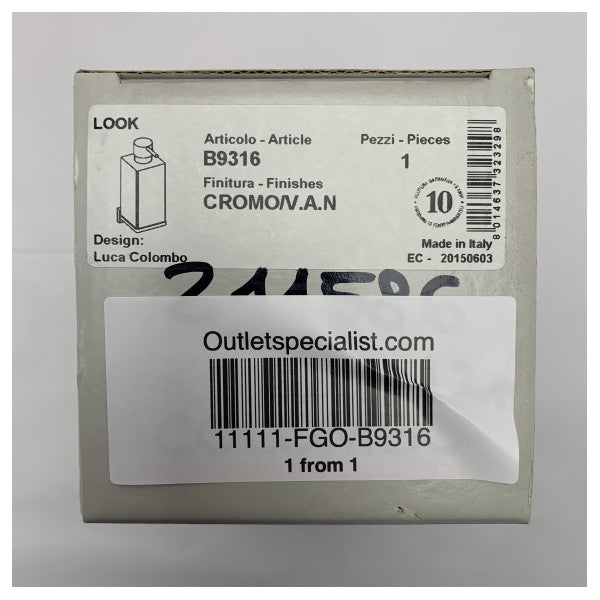 LOOK
Articolo - Article
B9316
Pezzi - Pieces
1
Finitura - Finishes
CROMO/V.A.N
10
8 014637 323298
Design:
Luca Colombo
Made in Italy
EC - 20150603
Outletspecialist.com
11111-FGO-B9316
1 from 1